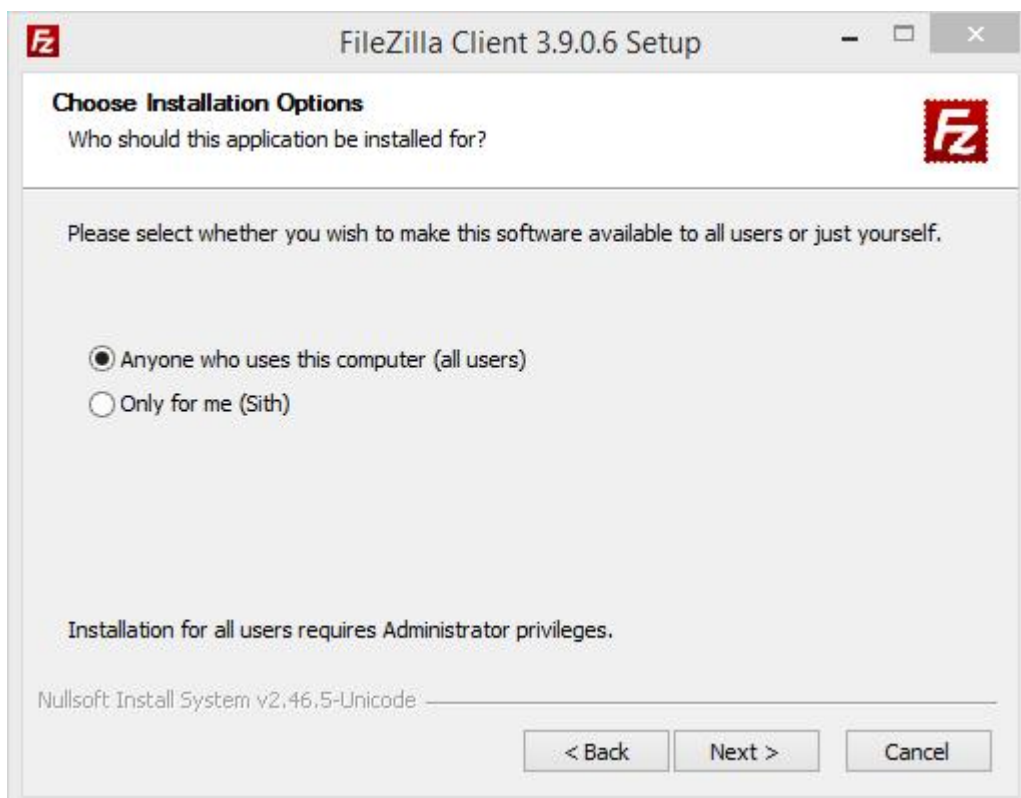 Fz
FileZilla Client 3.9.0.6 Setup
Choose Installation Options
Who should this application be installed for?
Fz
Please select whether you wish to make this software available to all users or just yourself.
Anyone who uses this computer (all users)
Only for me (Sith)
Installation for all users requires Administrator privileges.
Nullsoft Install System v2.46.5-Unicode
< Back Next > Cancel